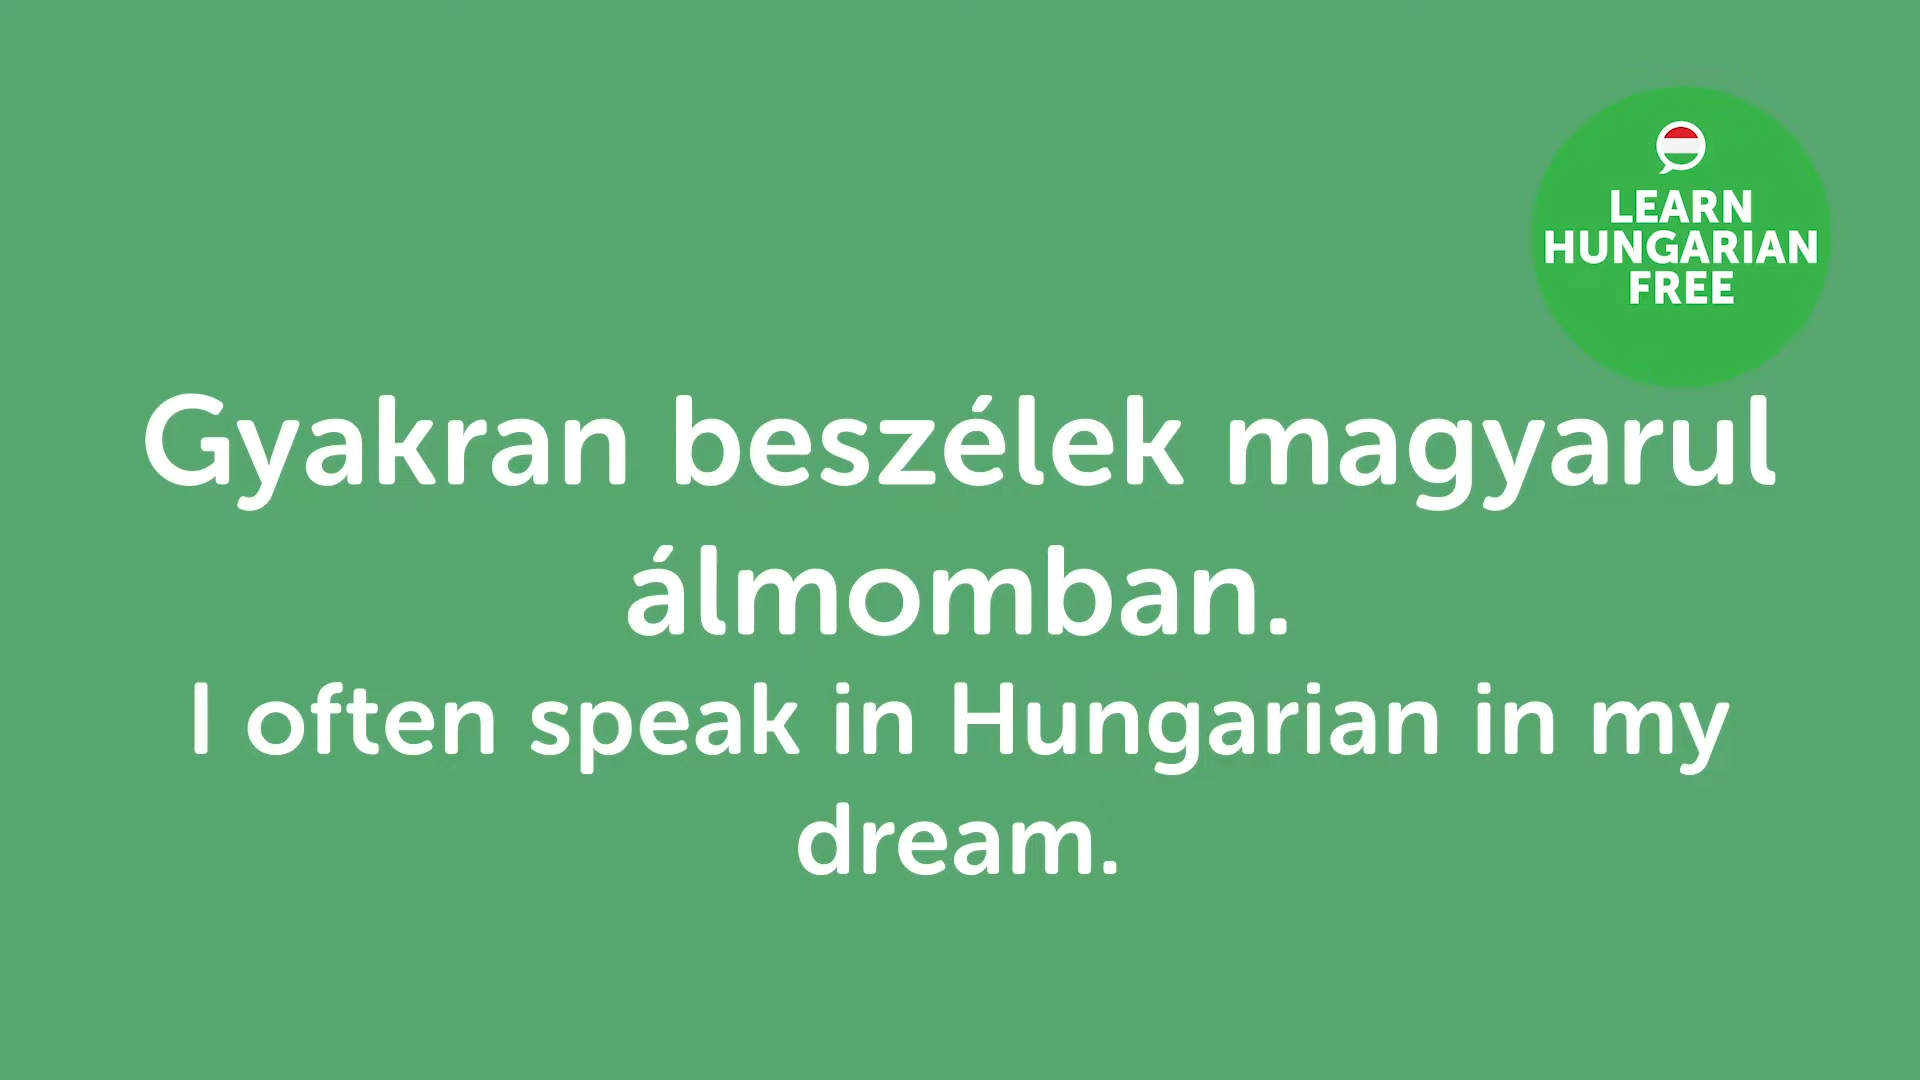 LEARN
HUNGARIAN
FREE
Gyakran beszélek magyarul
álmomban.
I often speak in Hungarian in my
dream.